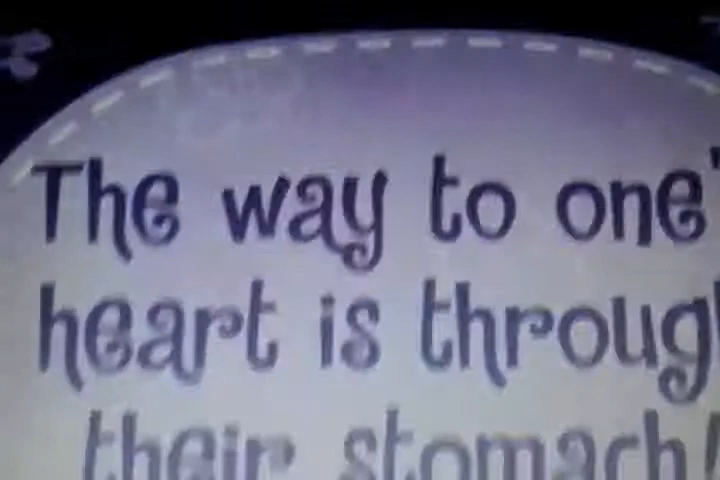 The way to one'
heart is throug
their stomach!